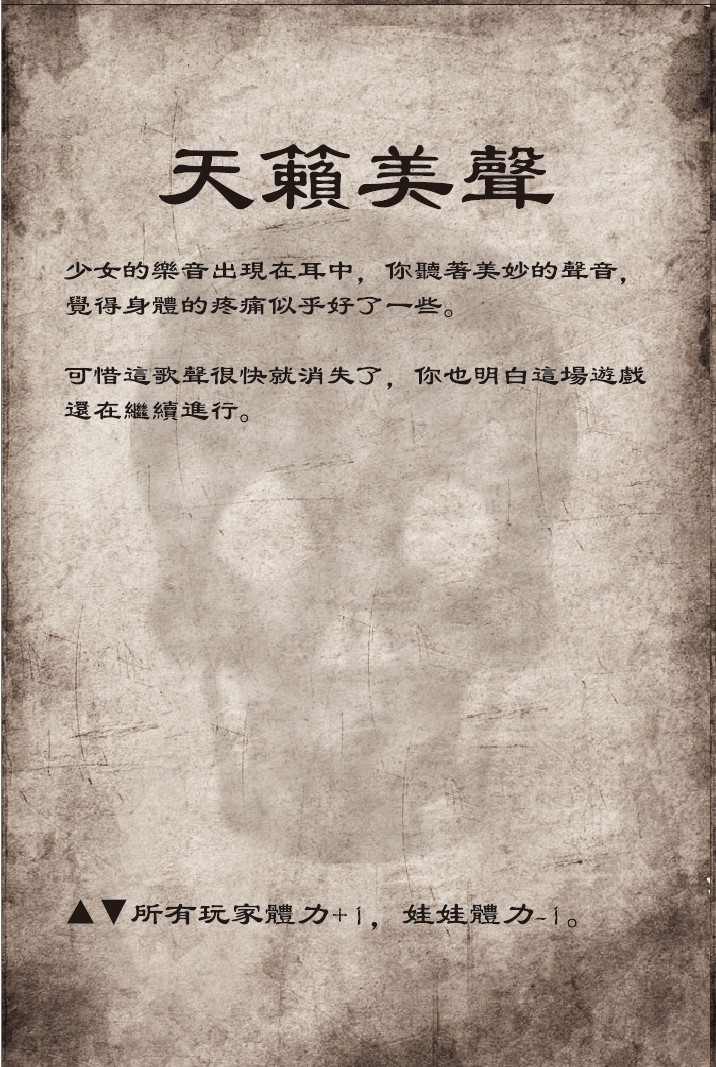 天籟美聲
少女的樂音出現在耳中，你聽著美妙的聲音，
覺得身體的疼痛似乎好了一些。
可惜這歌聲很快就消失了，你也明白這場遊戲
還在繼續進行。
▲▼所有玩家體力+1，娃娃體力-1。